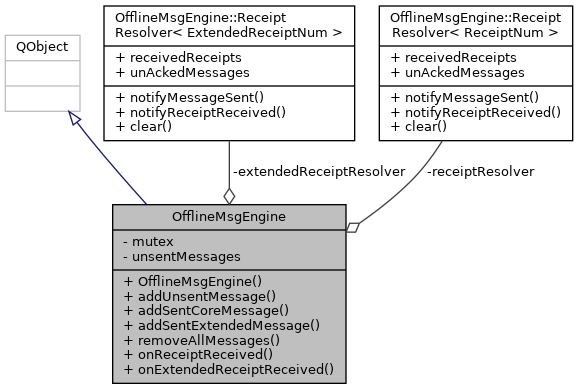 QObject
OfflineMsgEngine::Receipt
Resolver< ExtendedReceiptNum >
+ receivedReceipts
+ unAckedMessages
+ notifyMessageSent()
+ notifyReceiptReceived()
+ clear()
OfflineMsgEngine::Receipt
Resolver< ReceiptNum >
+ receivedReceipts
+ unAckedMessages
+ notifyMessageSent()
+ notifyReceiptReceived()
+ clear()
-extendedReceiptResolver
-receiptResolver
OfflineMsgEngine
- mutex
- unsentMessages
+ OfflineMsgEngine()
+ addUnsentMessage()
+ addSentCoreMessage()
+ addSentExtendedMessage()
+ removeAllMessages()
+ onReceiptReceived()
+ onExtendedReceiptReceived()